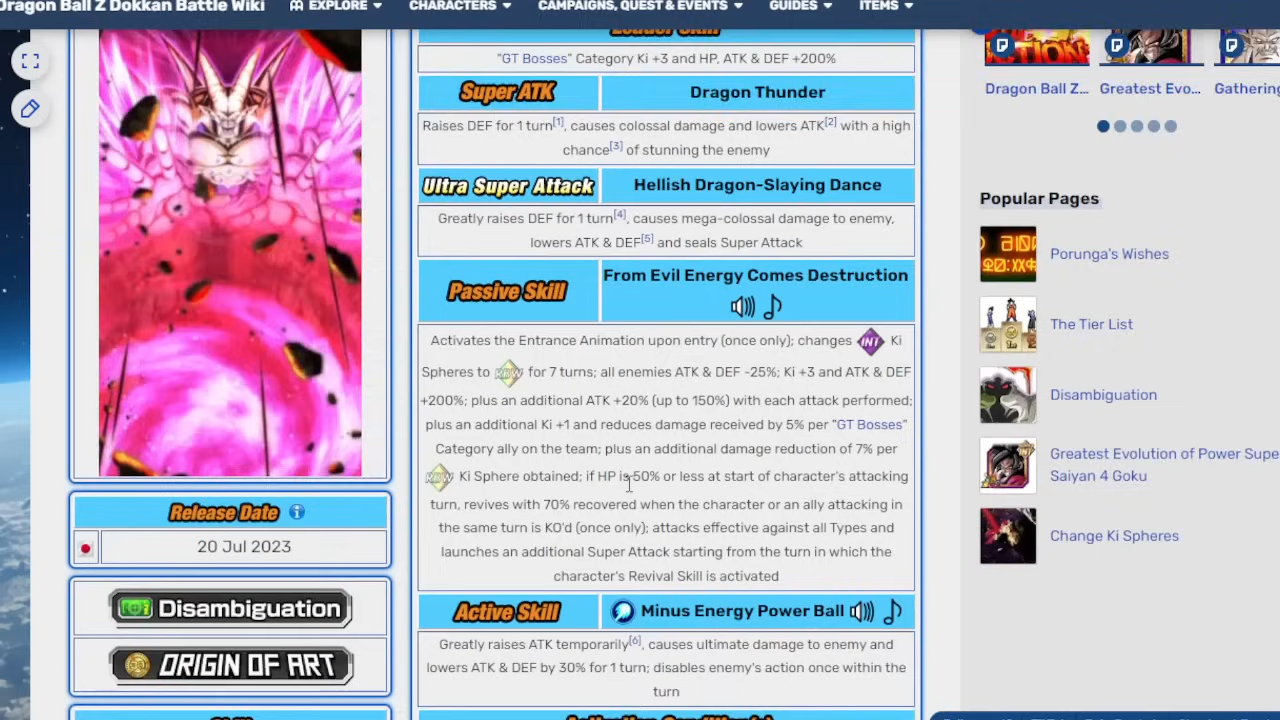 Dragon Ball Z Dokkan Battle Wiki
EXPLORE
CHARACTERS
CAMPAIGNS, QUEST & EVENTS
GUIDES
ITEMS
Leader Skill
"GT Bosses" Category Ki +3 and HP, ATK & DEF +200%
Super ATK
Dragon Thunder
Raises DEF for 1 turn[1], causes colossal damage and lowers ATK[2] with a high
chance[3] of stunning the enemy
Ultra Super Attack
Hellish Dragon-Slaying Dance
Greatly raises DEF for 1 turn[4], causes mega-colossal damage to enemy,
lowers ATK & DEF[5] and seals Super Attack
Passive Skill
From Evil Energy Comes Destruction
Activates the Entrance Animation upon entry (once only); changes INT Ki
Spheres to RBW for 7 turns; all enemies ATK & DEF -25%; Ki +3 and ATK & DEF
+200%; plus an additional ATK +20% (up to 150%) with each attack performed;
plus an additional Ki +1 and reduces damage received by 5% per "GT Bosses"
Category ally on the team; plus an additional damage reduction of 7% per
RBW Ki Sphere obtained; if HP is 50% or less at start of character's attacking
turn, revives with 70% recovered when the character or an ally attacking in
the same turn is KO'd (once only); attacks effective against all Types and
launches an additional Super Attack starting from the turn in which the
character's Revival Skill is activated
Active Skill
Minus Energy Power Ball
Greatly raises ATK temporarily[6], causes ultimate damage to enemy and
lowers ATK & DEF by 30% for 1 turn; disables enemy's action once within the
turn
Activation Condition(s)
Release Date
20 Jul 2023
Disambiguation
ORIGIN OF ART
Dragon Ball Z...
Greatest Evo...
Gathering
Popular Pages
Porunga's Wishes
The Tier List
Disambiguation
Greatest Evolution of Power Supe
Saiyan 4 Goku
Change Ki Spheres